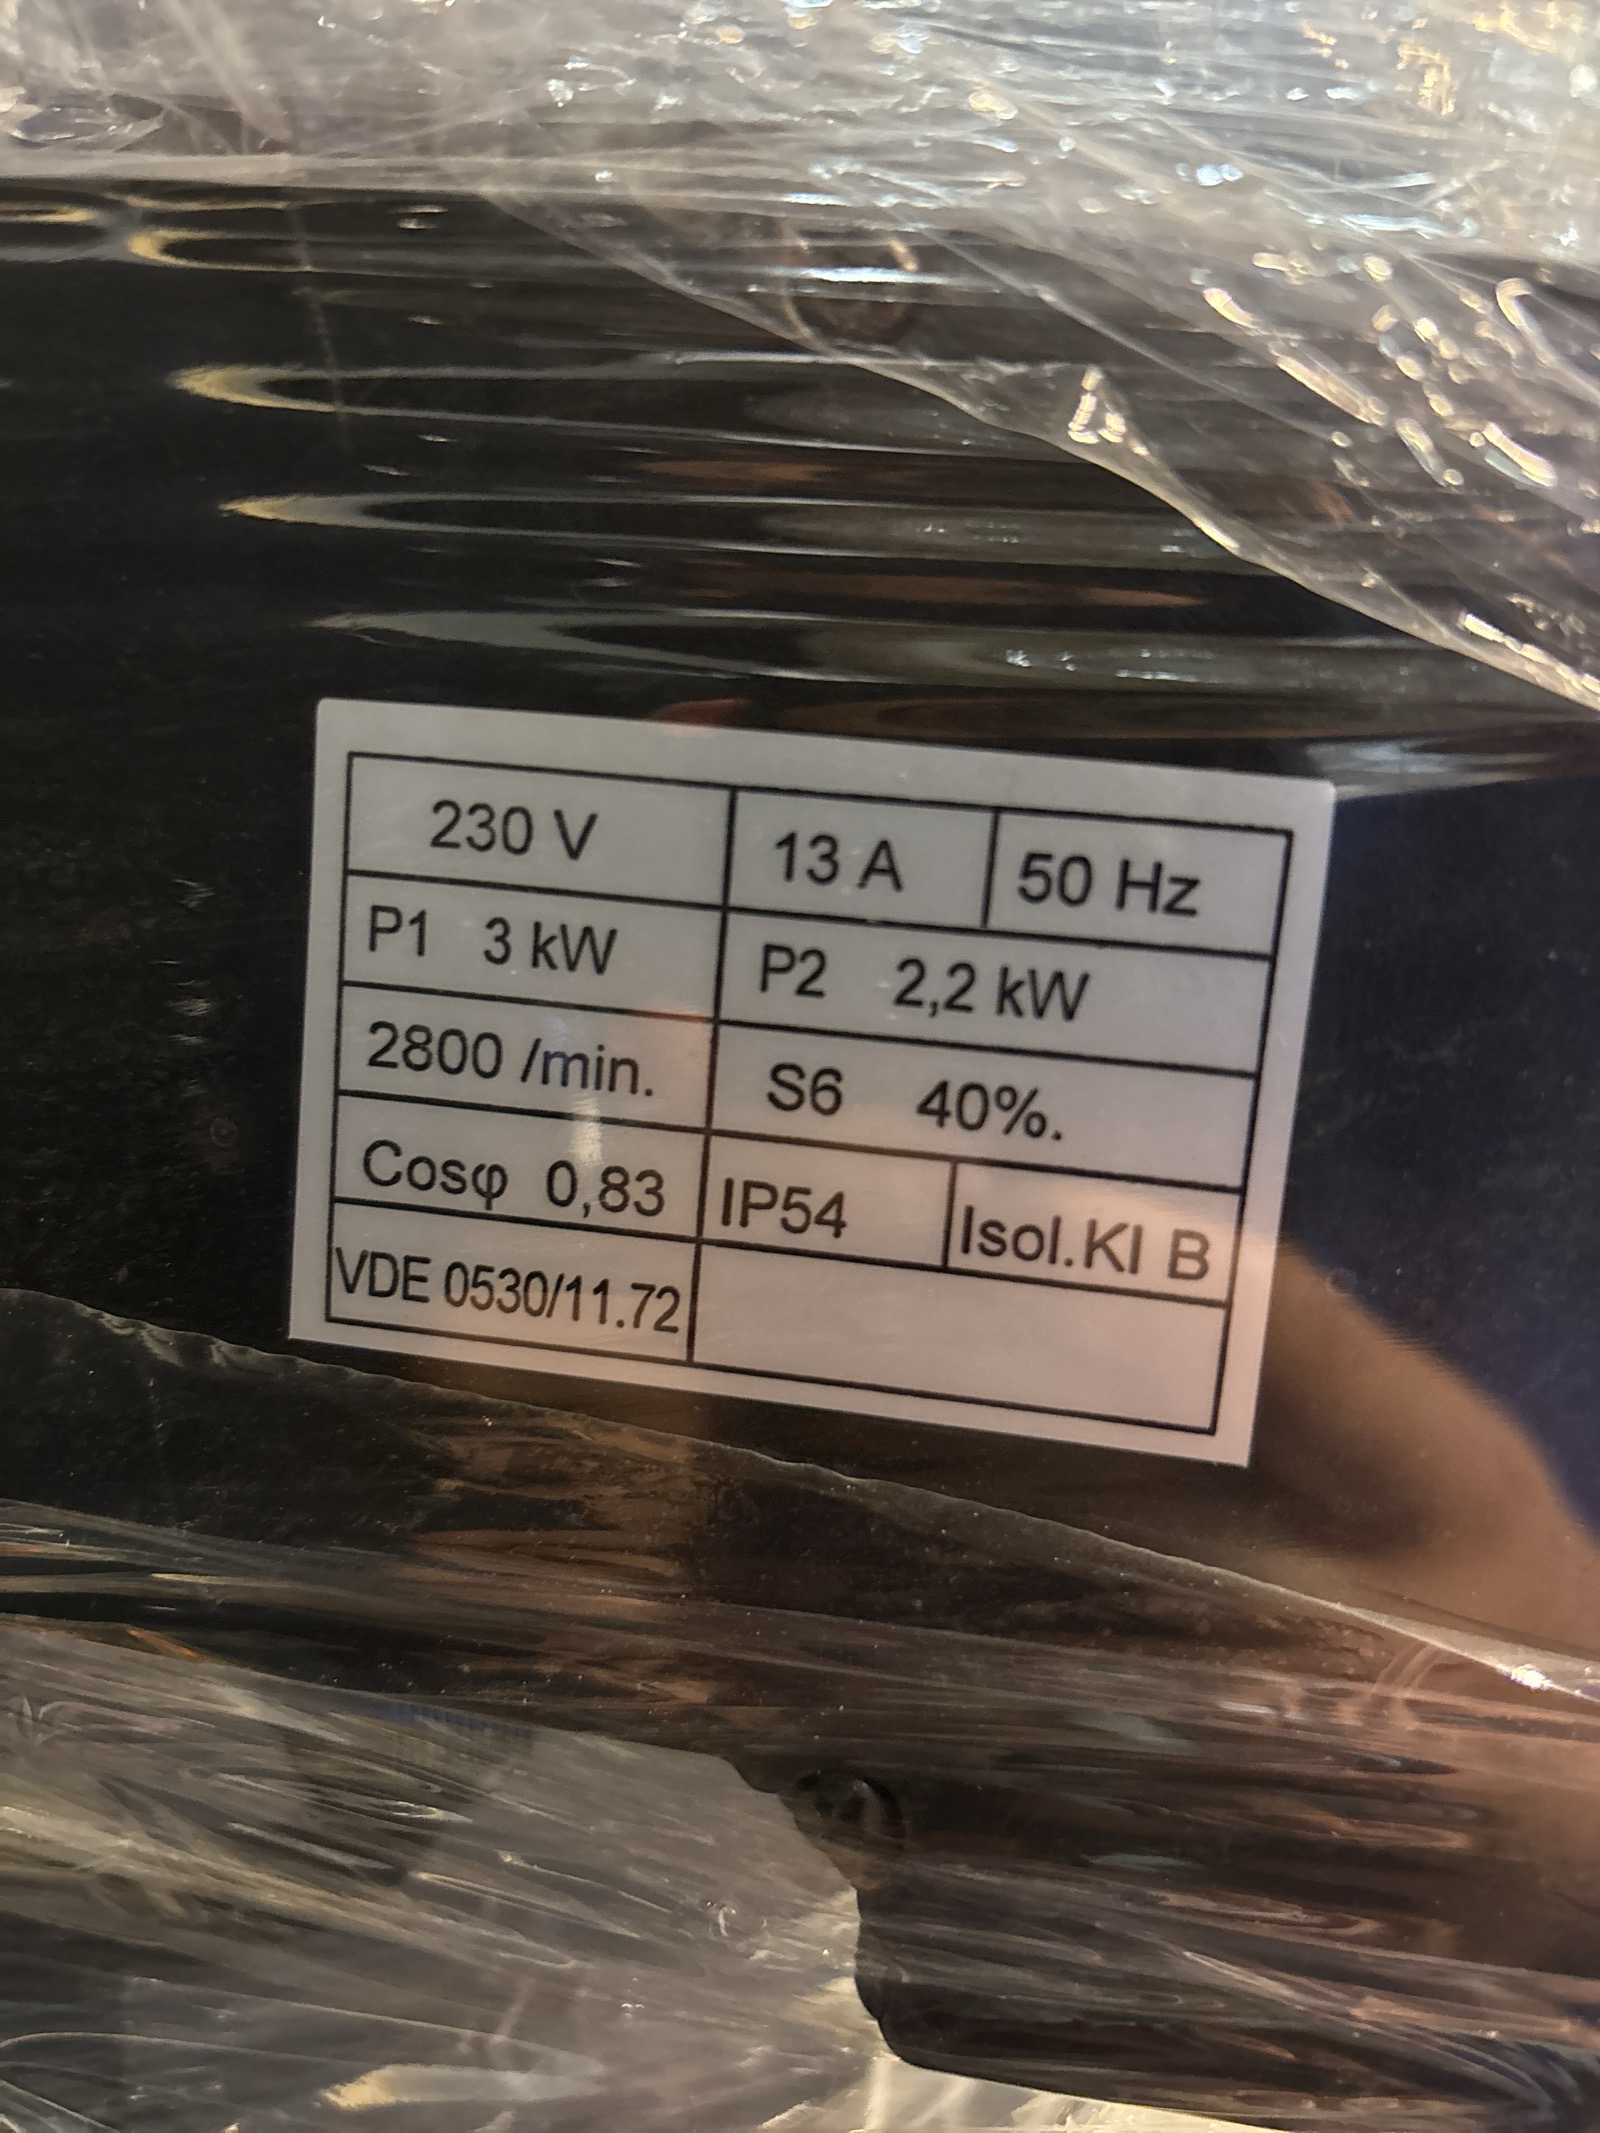 230 V 13 A 50 Hz
P1 3 kW P2 2,2 kW
2800 /min. S6 40%.
Cosφ 0,83 IP54 Isol.Kl B
VDE 0530/11.72